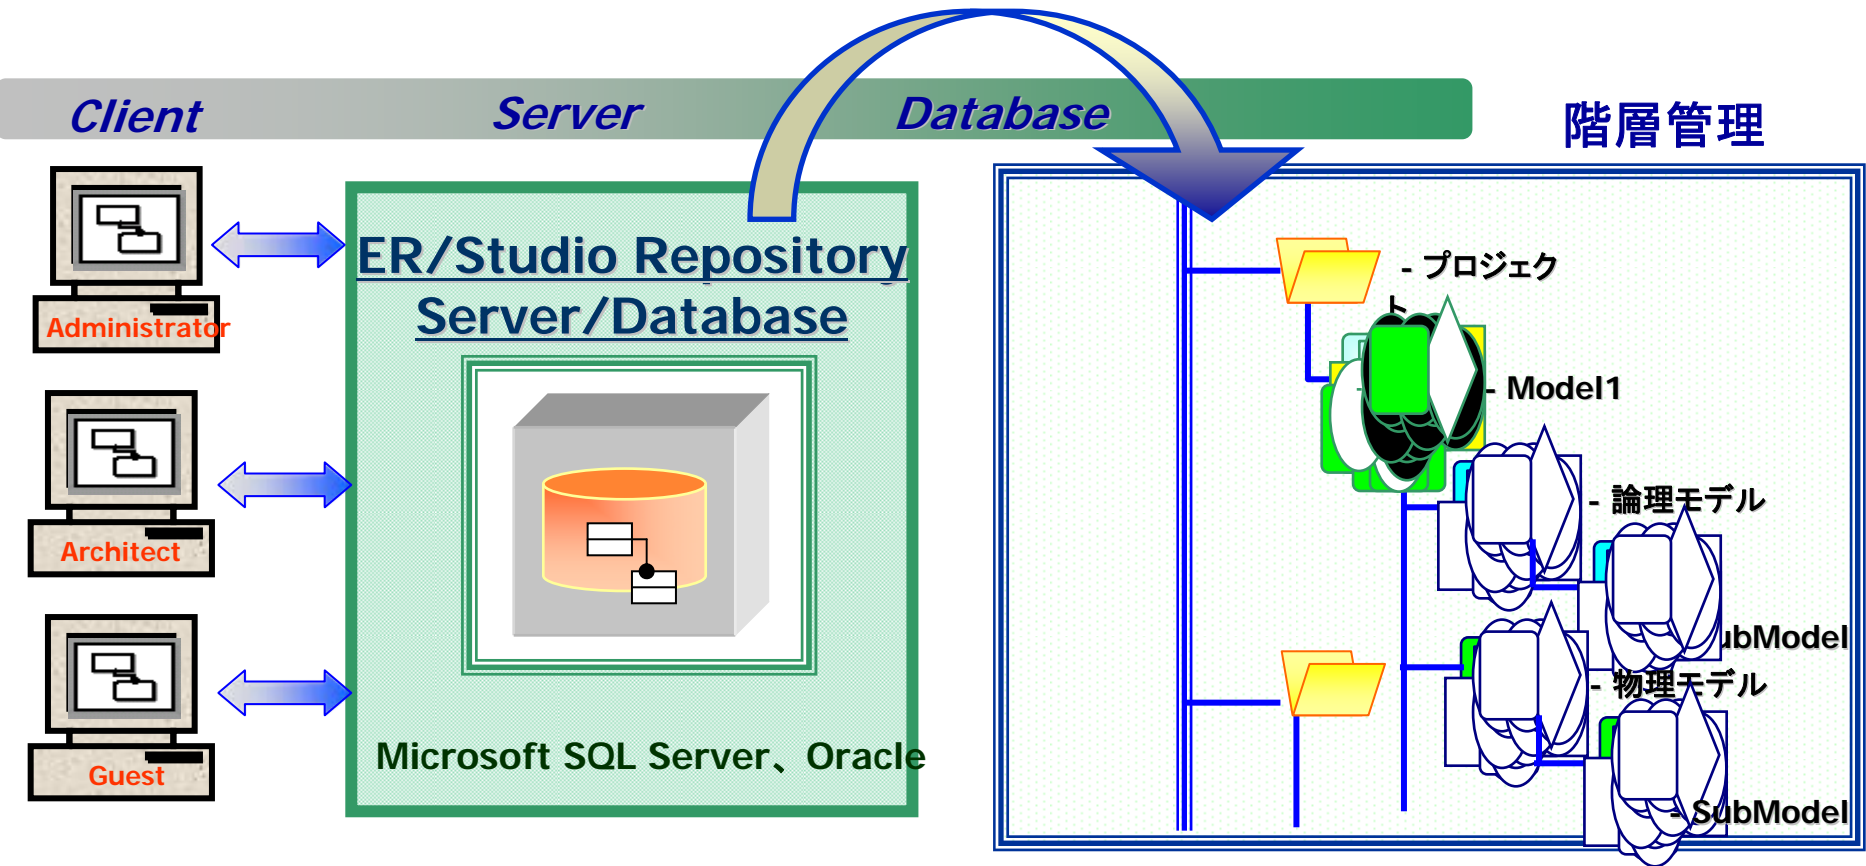 Client
Server
Database
階層管理
Administrator
Architect
Guest
ER/Studio Repository
Server/Database
Microsoft SQL Server、Oracle
- プロジェク
ト
- Model1
- 論理モデル
ubModel
- 物理モデル
- SubModel